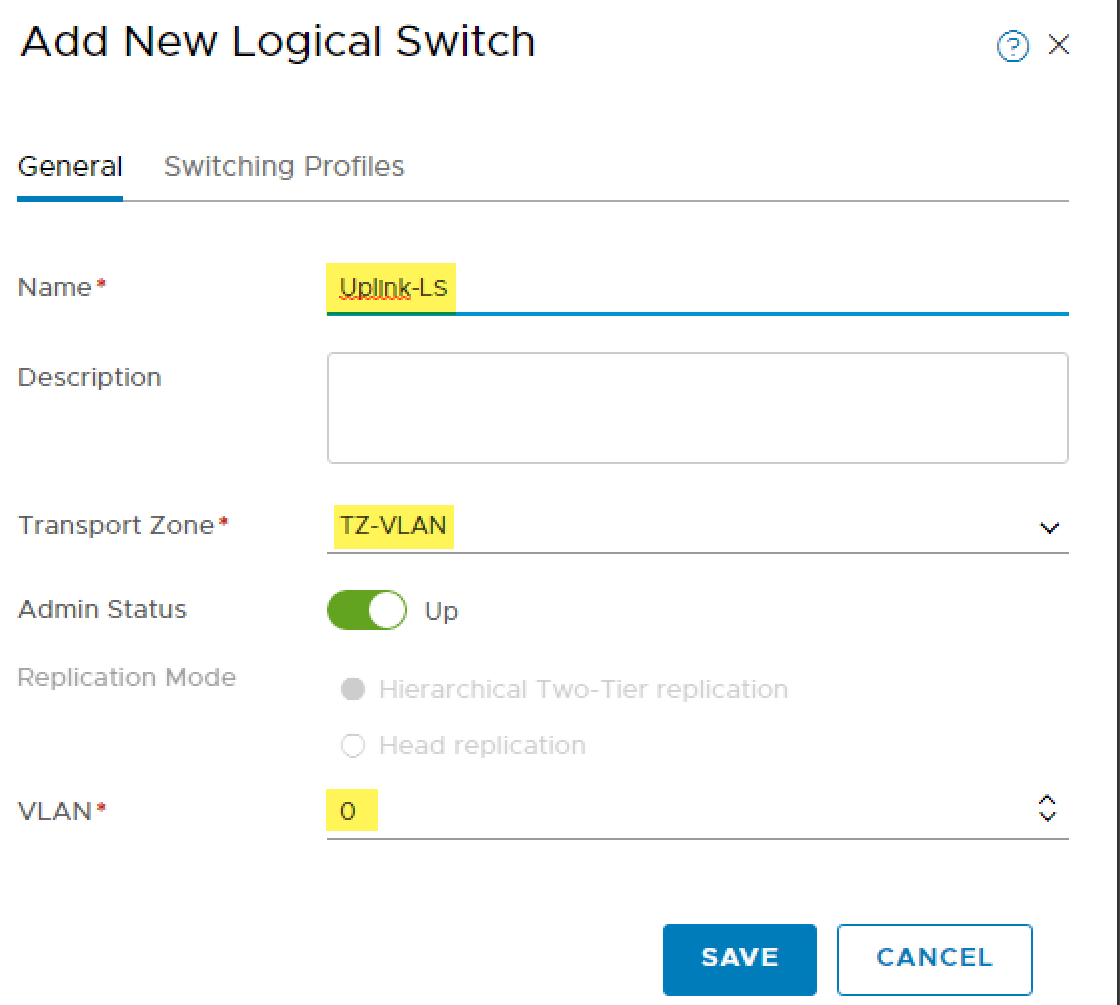 Add New Logical Switch
?
General Switching Profiles
Name* Uplink-LS
Description
Transport Zone* TZ-VLAN
Admin Status Up
Replication Mode
Hierarchical Two-Tier replication
Head replication
VLAN* 0
SAVE CANCEL